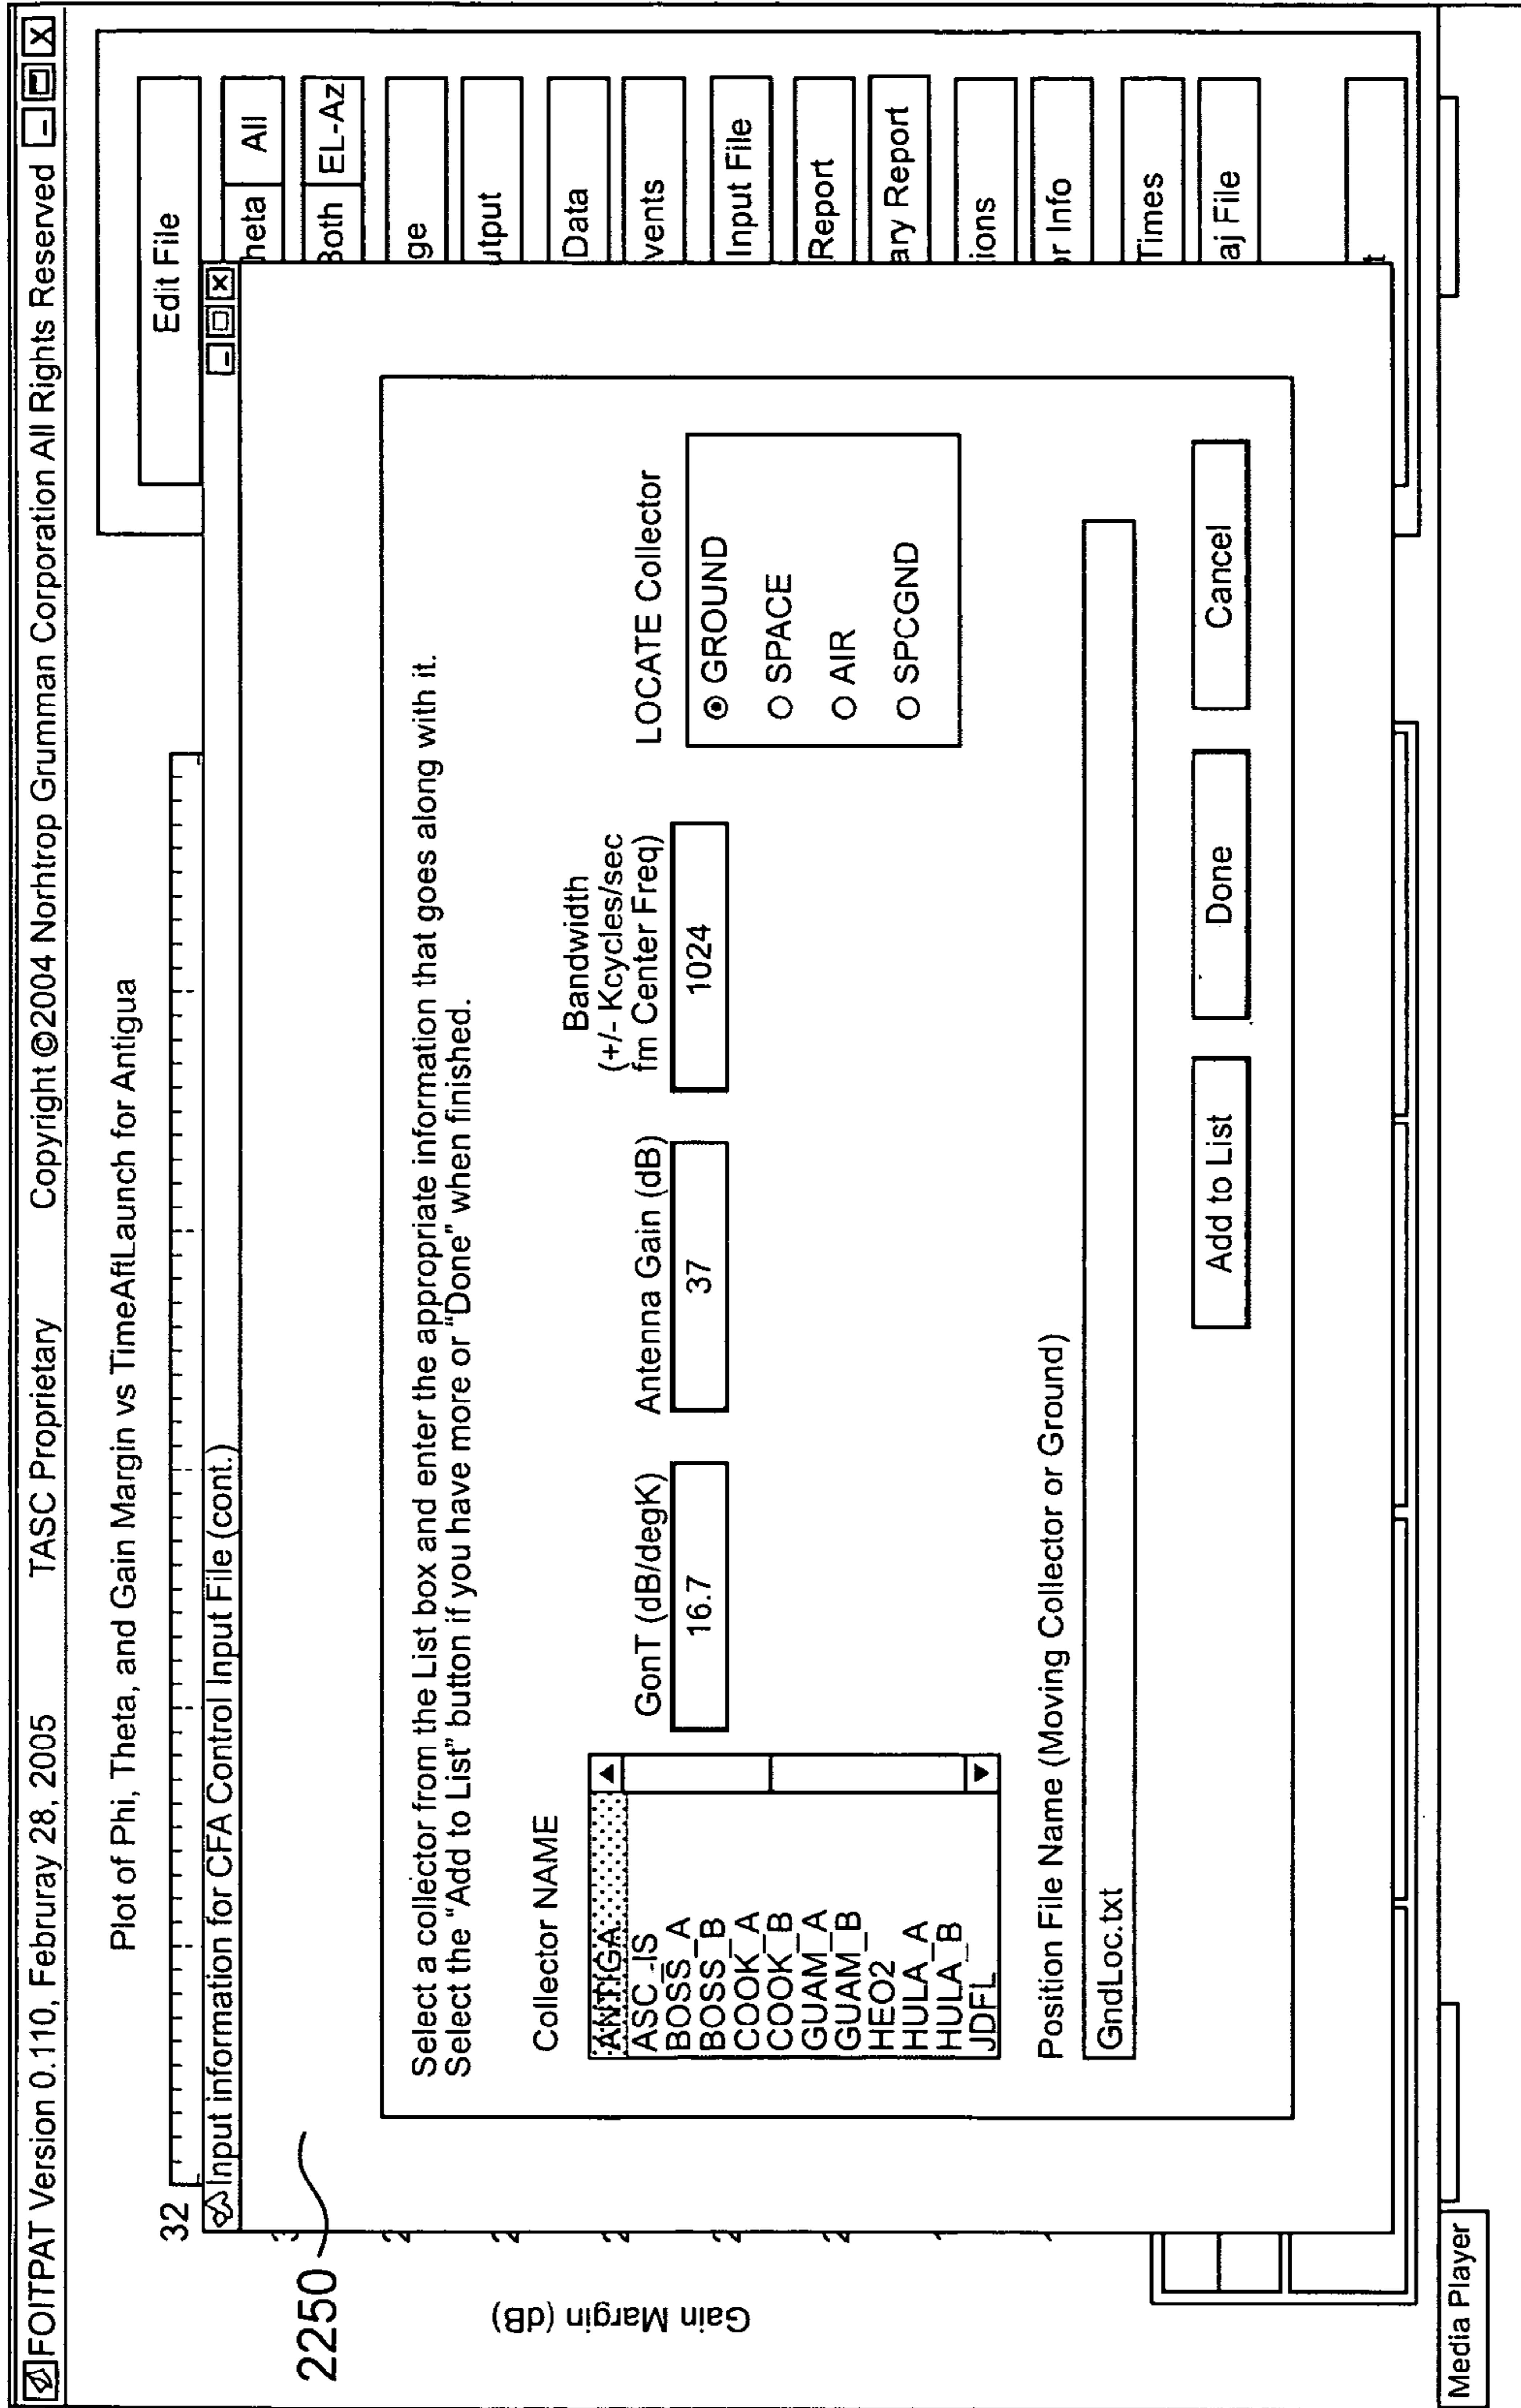 FOITPAT Version 0.110, Februray 28, 2005 TASC Proprietary Copyright ©2004 Norhtrop Grumman Corporation All Rights Reserved
Plot of Phi, Theta, and Gain Margin vs TimeAftLaunch for Antigua
Edit File
32
Input information for CFA Control Input File (cont.)
heta All
Both EL-Az
ge
utput
Data
vents
Input File
Report
ary Report
ions
or Info
Times
aj File
t
2250
Gain Margin (dB)
Select a collector from the List box and enter the appropriate information that goes along with it.
Select the "Add to List" button if you have more or "Done" when finished.
Collector NAME
ANTIGA
ASC_IS
BOSS_A
BOSS_B
COOK_A
COOK_B
GUAM_A
GUAM_B
HEO2
HULA_A
HULA_B
JDFL
GonT (dB/degK)
16.7
Antenna Gain (dB)
37
Bandwidth
(+/- Kcycles/sec
fm Center Freq)
1024
LOCATE Collector
GROUND
SPACE
AIR
SPCGND
Position File Name (Moving Collector or Ground)
GndLoc.txt
Add to List
Done
Cancel
Media Player